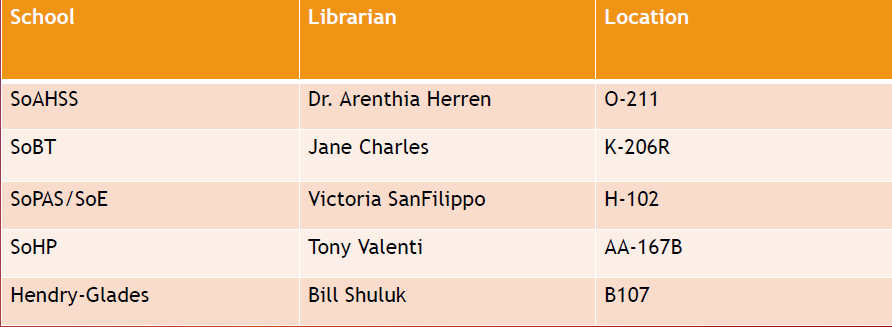 School Librarian Location
SoAHSS Dr. Arenthia Herren O-211
SoBT Jane Charles K-206R
SoPAS/SoE Victoria SanFilippo H-102
SoHP Tony Valenti AA-167B
Hendry-Glades Bill Shuluk B107